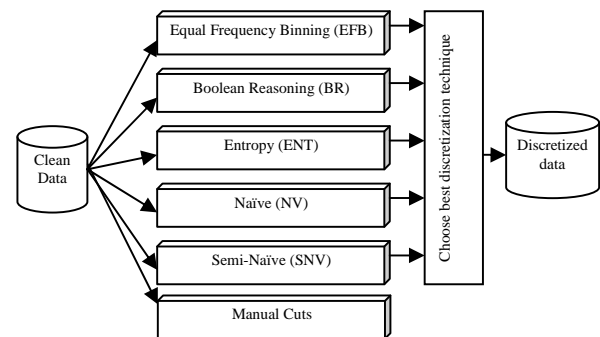 Equal Frequency Binning (EFB)
Boolean Reasoning (BR)
Entropy (ENT)
Naïve (NV)
Semi-Naïve (SNV)
Manual Cuts
Clean
Data
Choose best discretization technique
Discretized
data